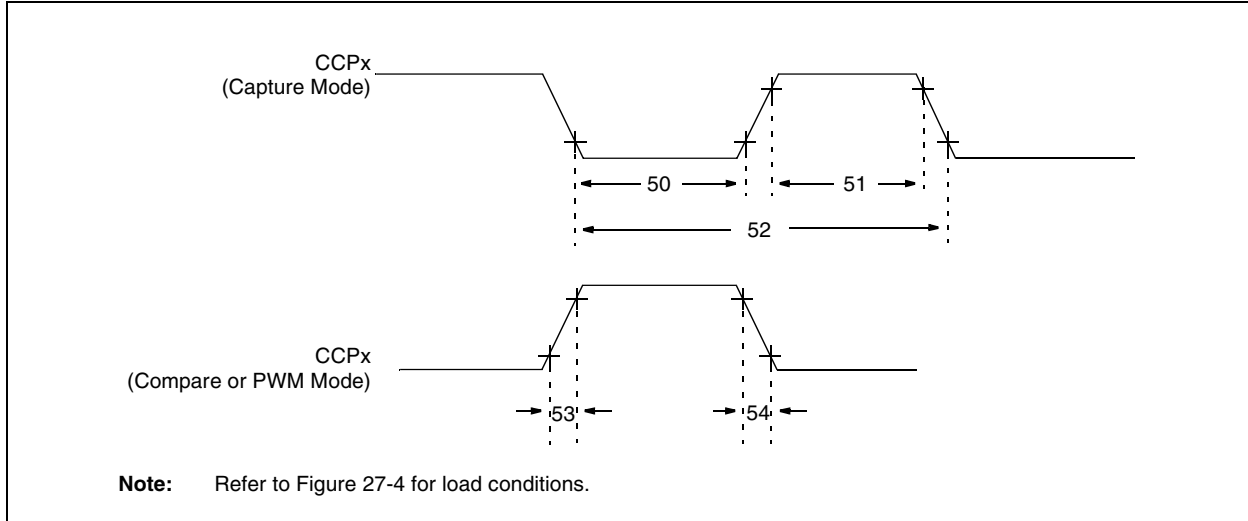 CCPx
(Capture Mode)
50
51
52
CCPx
(Compare or PWM Mode)
53
54
Note: Refer to Figure 27-4 for load conditions.